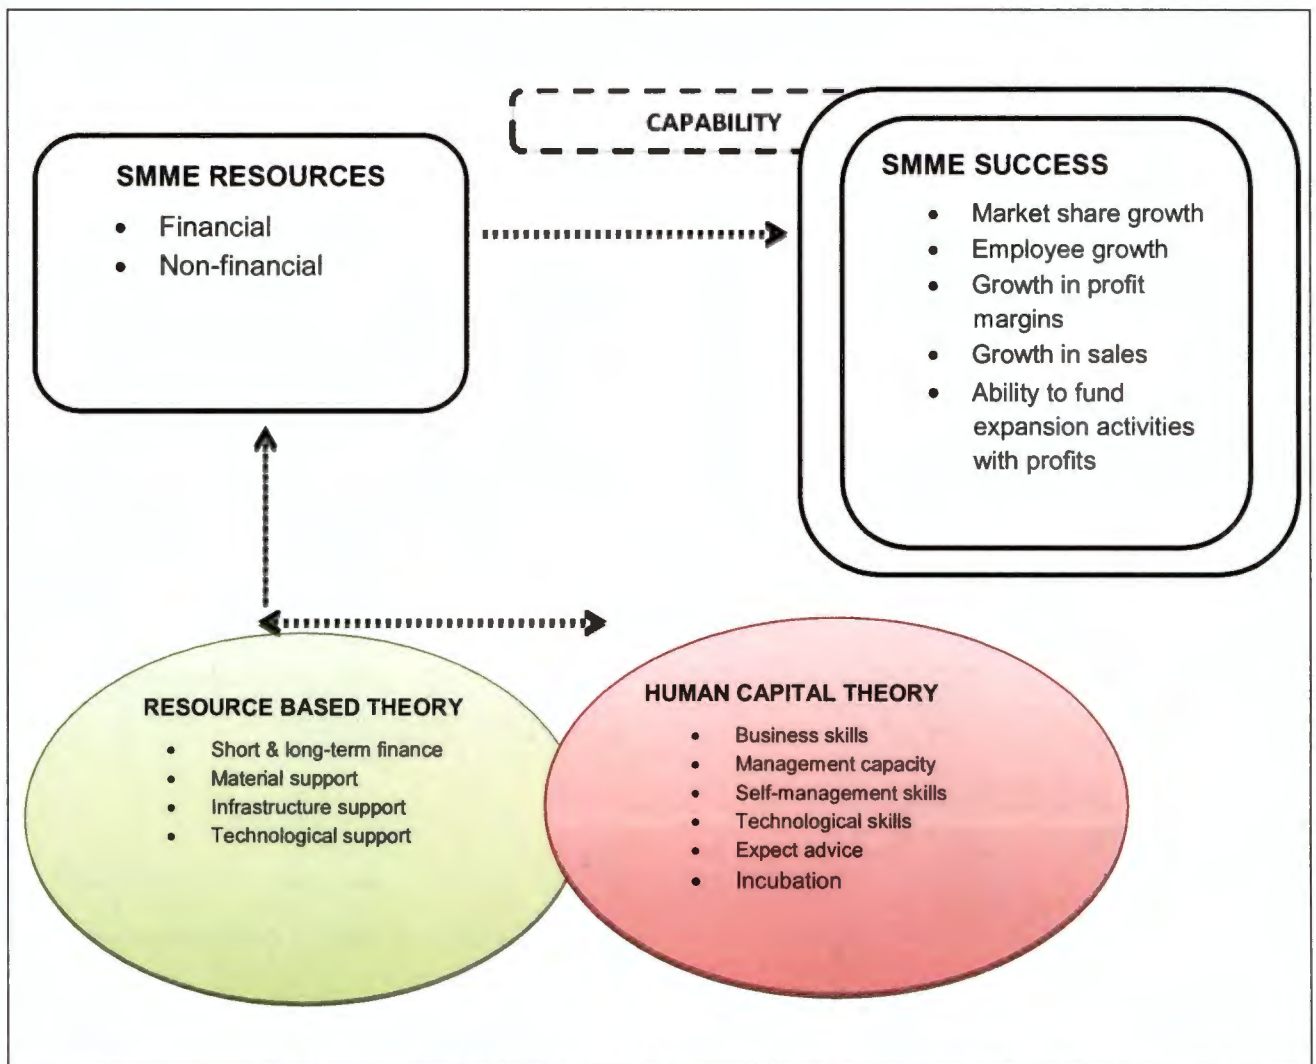 CAPABILITY
SMME RESOURCES
• Financial
• Non-financial
SMME SUCCESS
• Market share growth
• Employee growth
• Growth in profit
margins
• Growth in sales
• Ability to fund
expansion activities
with profits
RESOURCE BASED THEORY
• Short & long-term finance
• Material support
• Infrastructure support
• Technological support
HUMAN CAPITAL THEORY
• Business skills
• Management capacity
• Self-management skills
• Technological skills
• Expect advice
• Incubation